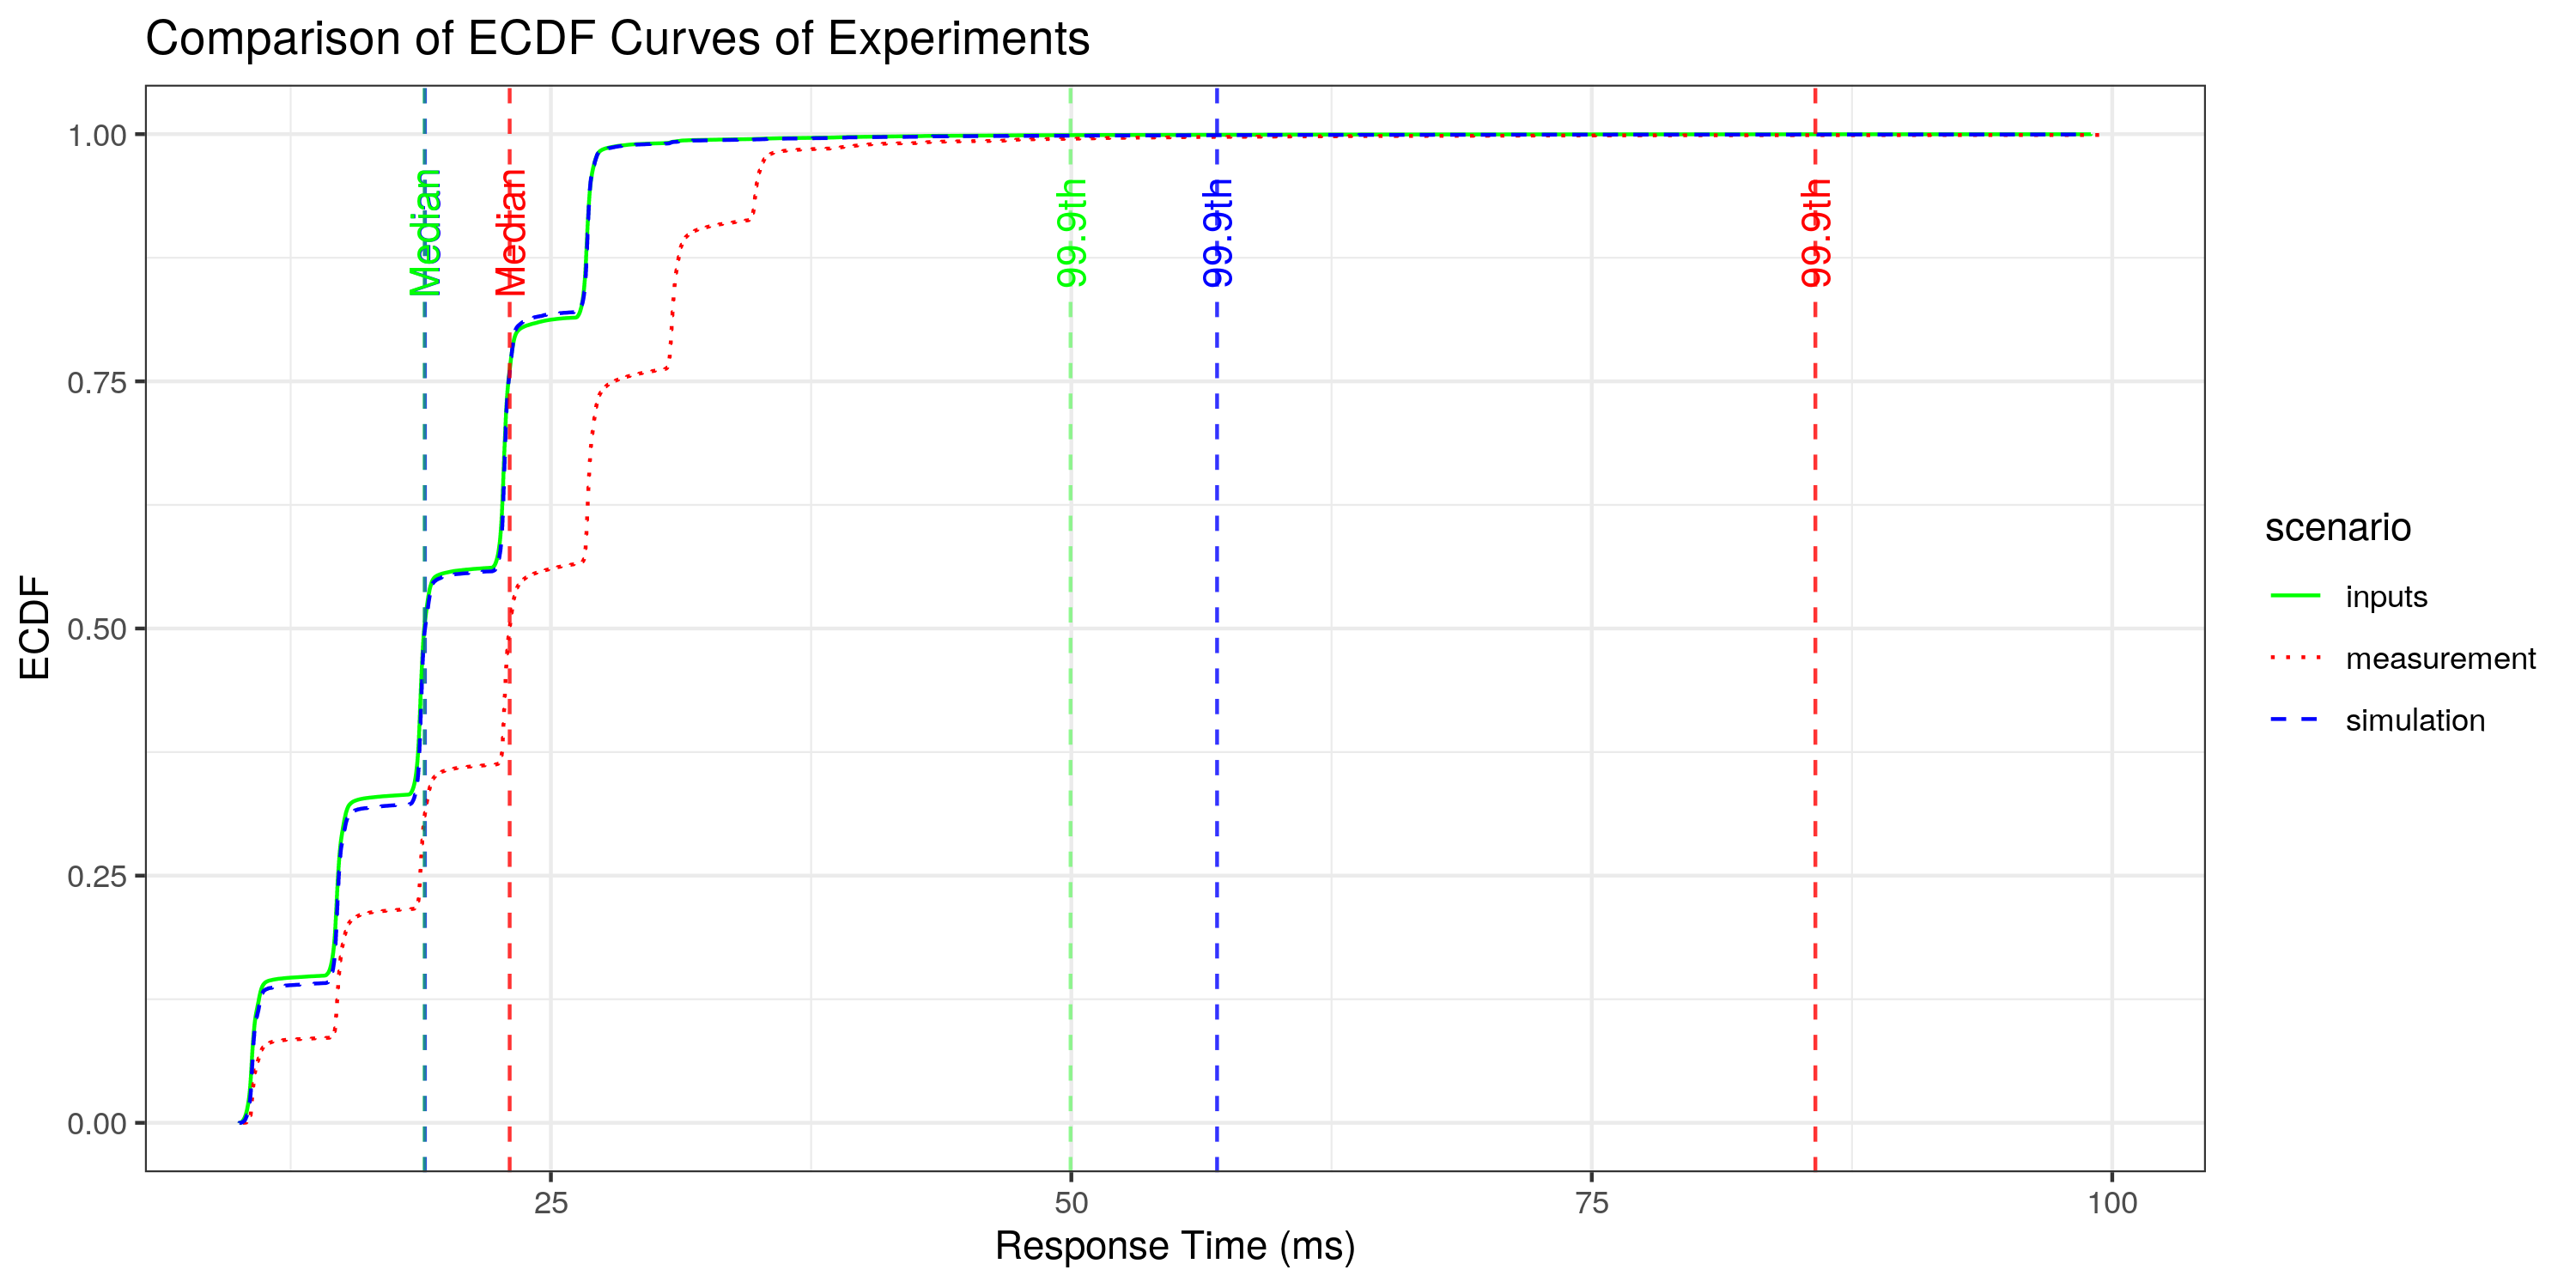 Comparison of ECDF Curves of Experiments
1.00
0.75
0.50
0.25
0.00
ECDF
Median
Median
99.9th
99.9th
99.9th
25
50
75
100
Response Time (ms)
scenario
inputs
measurement
simulation